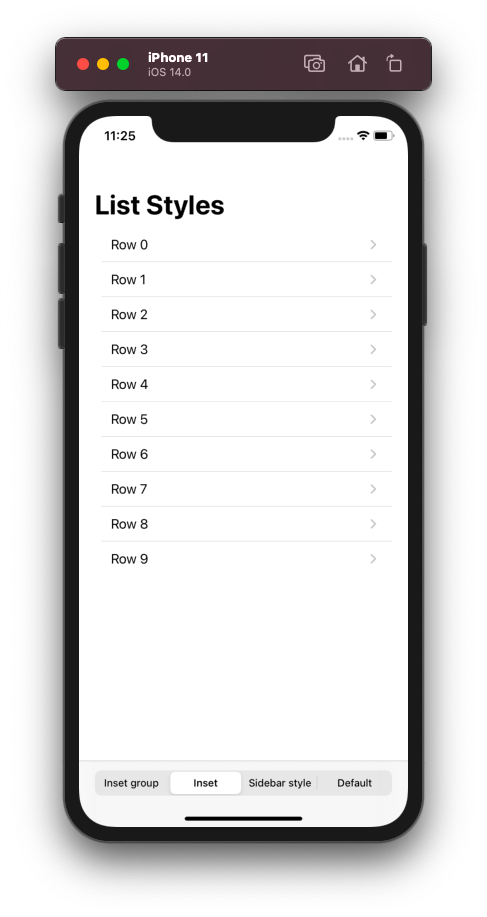 iPhone 11
iOS 14.0
11:25
List Styles
Row 0
Row 1
Row 2
Row 3
Row 4
Row 5
Row 6
Row 7
Row 8
Row 9
Inset group Inset Sidebar style Default